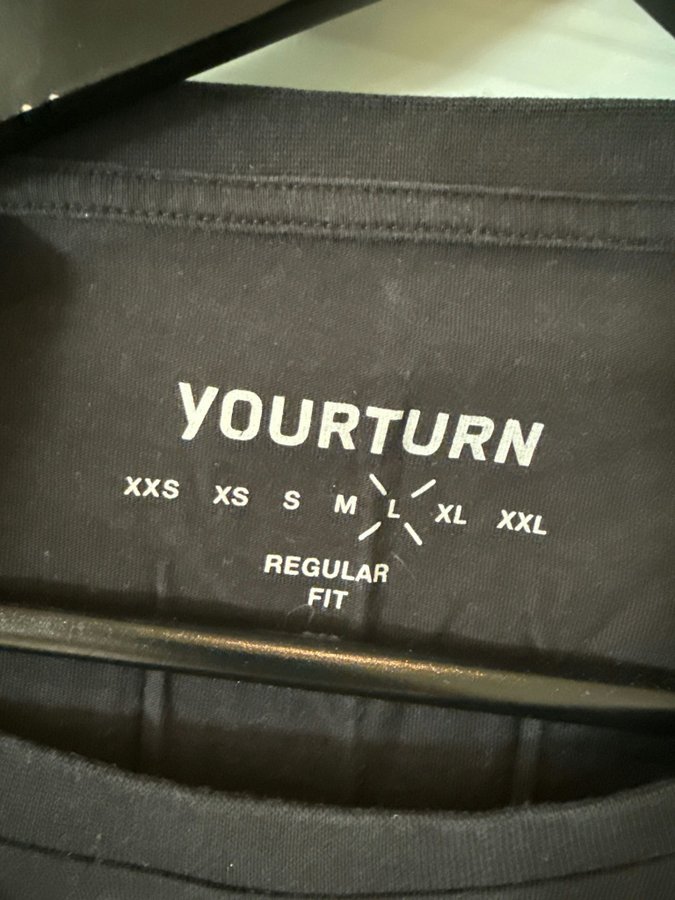 YOURTURN
XXS XS S M L XL XXL
REGULAR
FIT